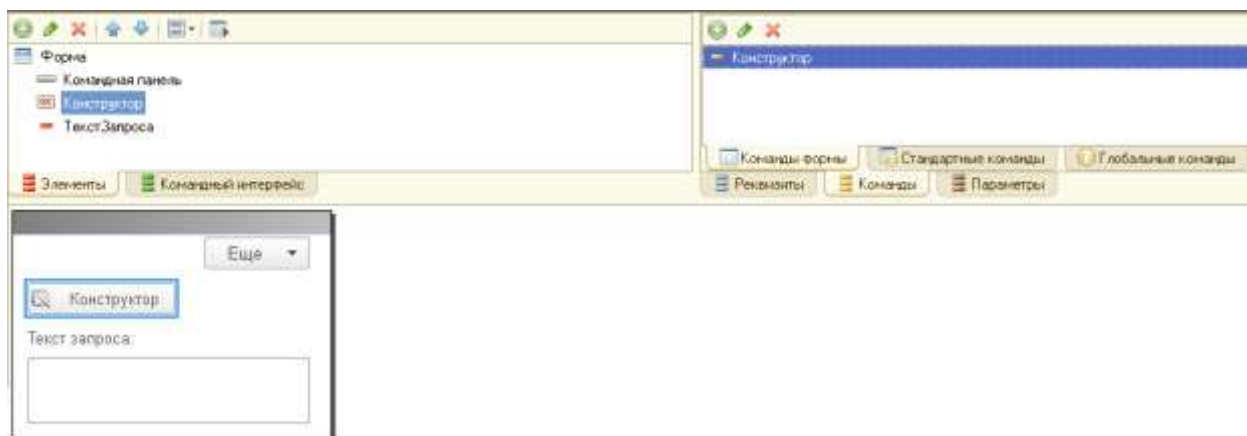 Форма
Командная панель
Конструктор
ТекстЗапроса
Элементы
Командный интерфейс
Конструктор
Команды формы
Стандартные команды
Глобальные команды
Реквизиты
Команды
Параметры
Еще
Конструктор
Текст запроса: